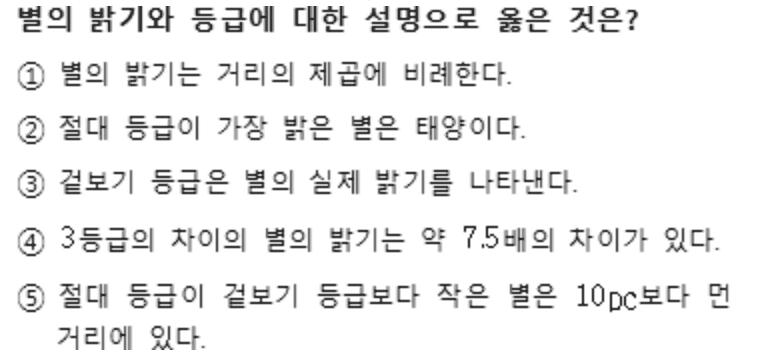 별의 밝기와 등급에 대한 설명으로 옳은 것은?
① 별의 밝기는 거리의 제곱에 비례한다.
② 절대 등급이 가장 밝은 별은 태양이다.
③ 겉보기 등급은 별의 실제 밝기를 나타낸다.
④ 3등급의 차이의 별의 밝기는 약 7.5배의 차이가 있다.
⑤ 절대 등급이 겉보기 등급보다 작은 별은 10pc보다 먼
거리에 있다.